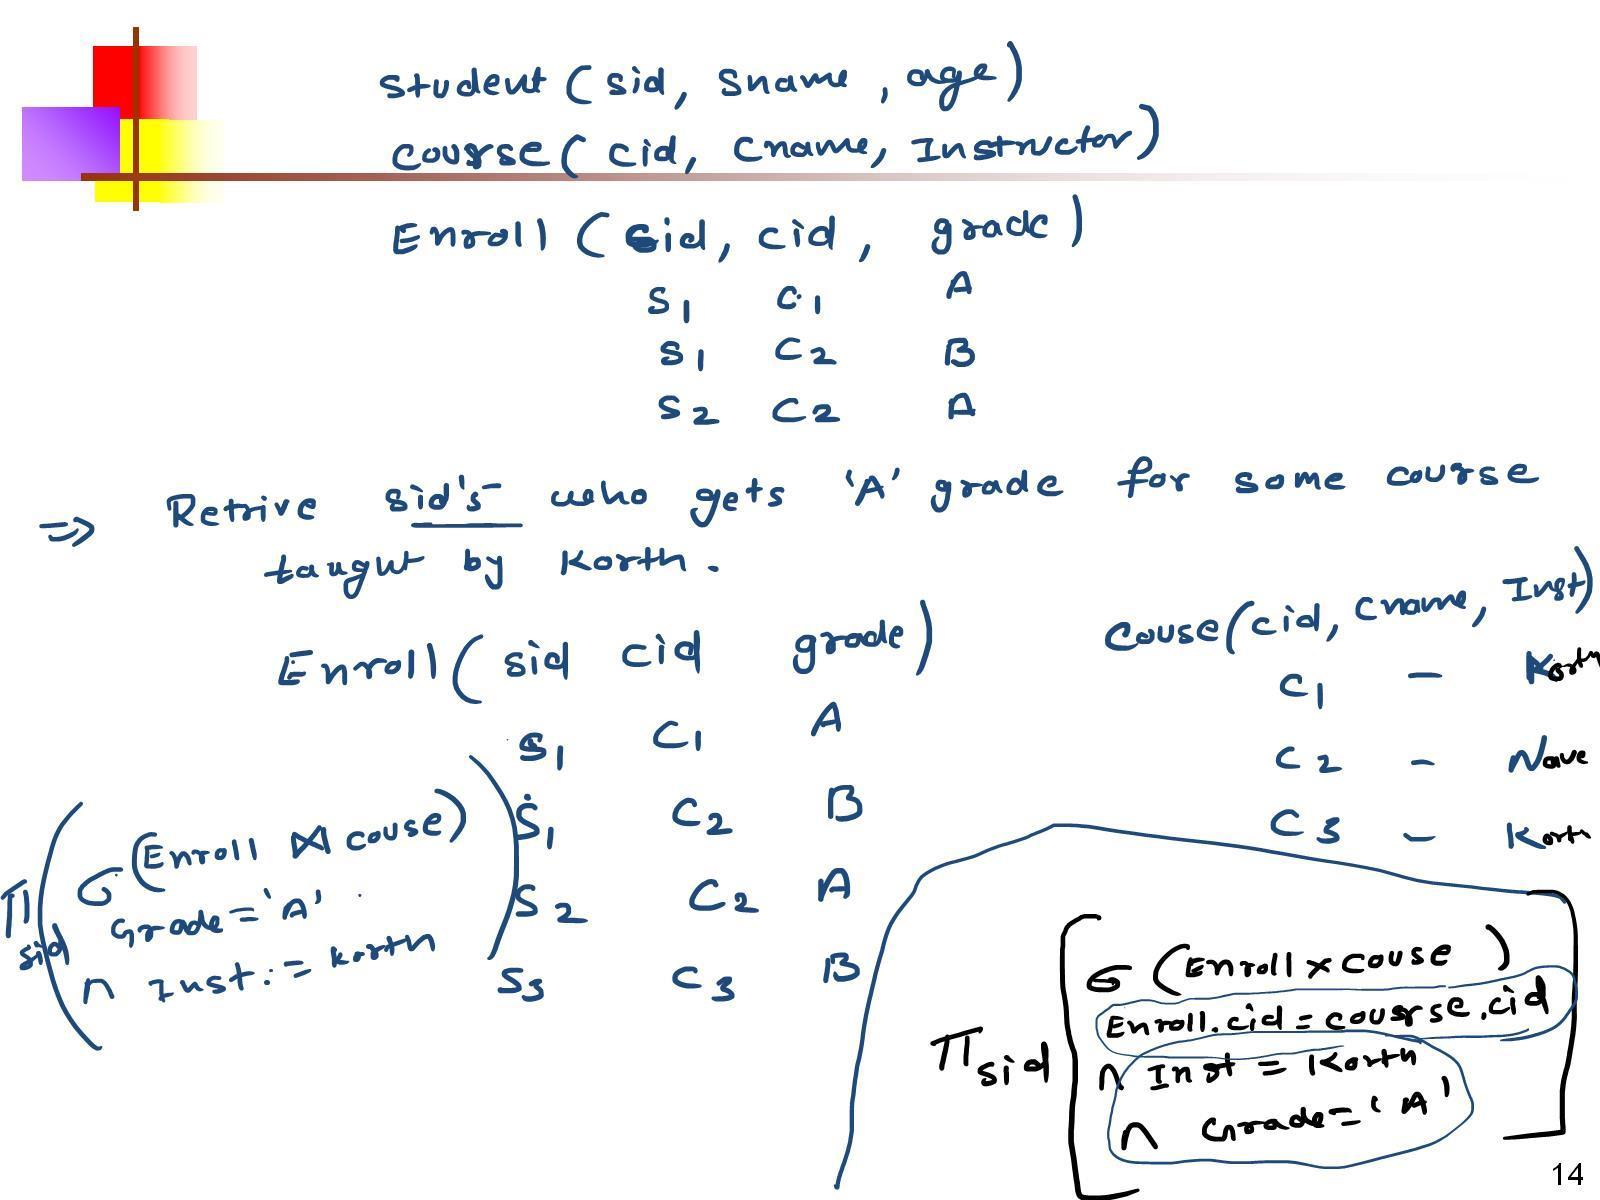 Student ( sid, Sname , age )
Course ( cid, Cname, Instructor )
Enroll ( sid, cid , grade )
S1 C1 A
S1 C2 B
S2 C2 A
⇒ Retrive sid's who gets 'A' grade for some course
taught by Korth .
Enroll ( sid cid grade )
S1 C1 A
S1 C2 B
S2 C2 A
S3 C3 B
Couse ( cid, Cname, Inst )
C1 - Korth
C2 - Nave
C3 - Korth
π sid ( σ (Enroll ⋈ couse)
Grade = 'A'
∩ Inst. = korth )
π sid [ σ ( Enroll × couse )
Enroll.cid = course.cid
∩ Inst = Korth
∩ Grade = 'A' ]
14